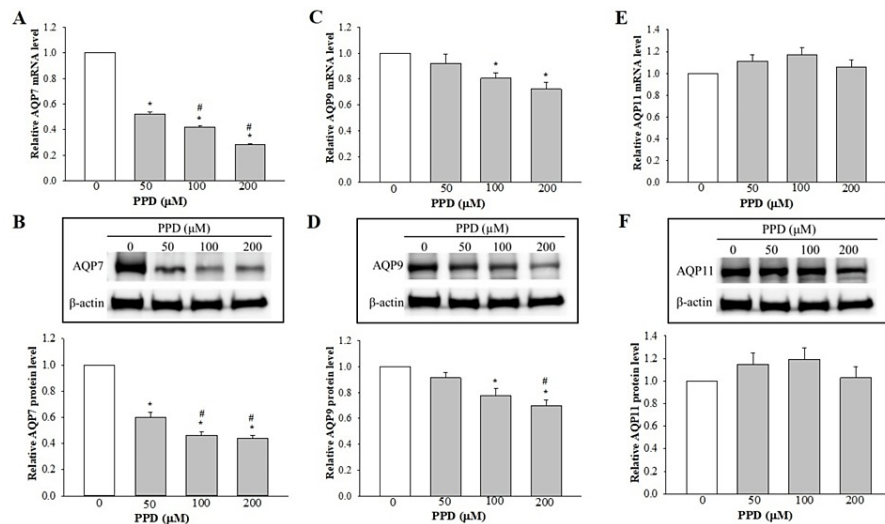 A
Relative AQP7 mRNA level
1.2
1.0
0.8
0.6
0.4
0.2
0.0
*
#
*
#
*
0 50 100 200
PPD (μM)
B
PPD (μM)
0 50 100 200
AQP7
β-actin
Relative AQP7 protein level
1.2
1.0
0.8
0.6
0.4
0.2
0.0
*
#
*
#
*
0 50 100 200
PPD (μM)
C
Relative AQP9 mRNA level
1.2
1.0
0.8
0.6
0.4
0.2
0.0
*
*
0 50 100 200
PPD (μM)
D
PPD (μM)
0 50 100 200
AQP9
β-actin
Relative AQP9 protein level
1.2
1.0
0.8
0.6
0.4
0.2
0.0
*
#
*
0 50 100 200
PPD (μM)
E
Relative AQP11 mRNA level
1.4
1.2
1.0
0.8
0.6
0.4
0.2
0.0
0 50 100 200
PPD (μM)
F
PPD (μM)
0 50 100 200
AQP11
β-actin
Relative AQP11 protein level
1.4
1.2
1.0
0.8
0.6
0.4
0.2
0.0
0 50 100 200
PPD (μM)